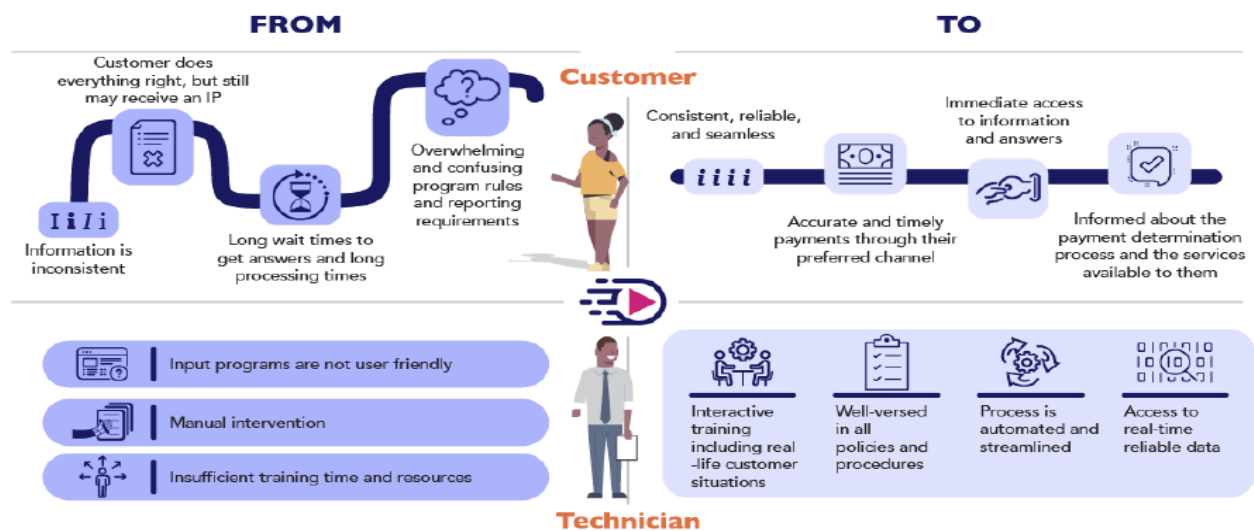 FROM
TO
Customer does
everything right, but still
may receive an IP
Information is
inconsistent
Long wait times to
get answers and long
processing times
Overwhelming
and confusing
program rules
and reporting
requirements
Customer
Consistent, reliable,
and seamless
Accurate and timely
payments through their
preferred channel
Immediate access
to information
and answers
Informed about the
payment determination
process and the services
available to them
Input programs are not user friendly
Manual intervention
Insufficient training time and resources
Interactive
training
including real
-life customer
situations
Well-versed
in all
policies and
procedures
Process is
automated and
streamlined
Access to
real-time
reliable data
Technician